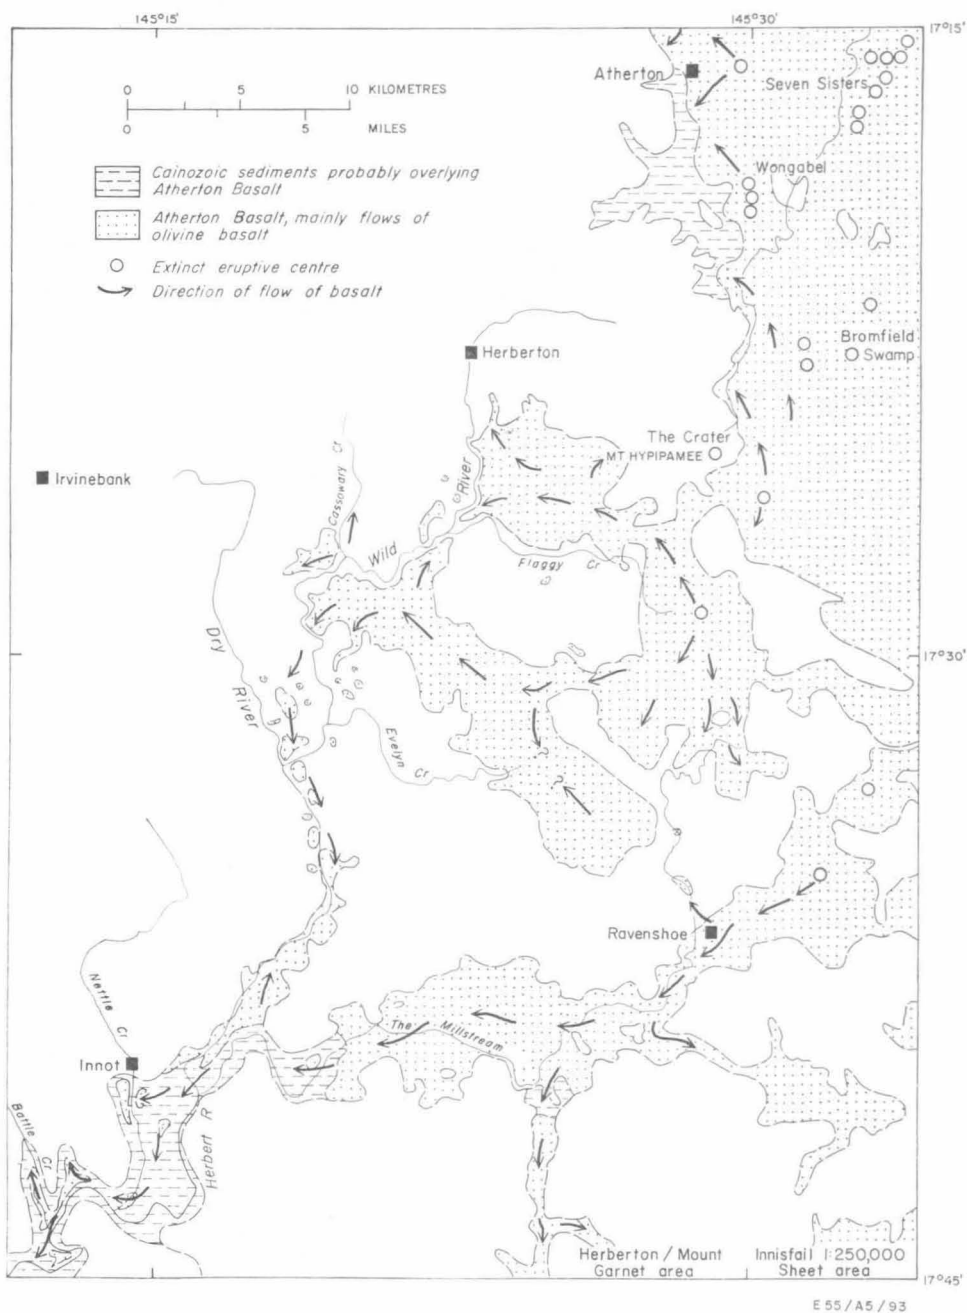 145°15'
145°30'
17°15'
Atherton
Seven Sisters
0 5 10 KILOMETRES
0 5 MILES
Cainozoic sediments probably overlying
Atherton Basalt
Wongabel
Atherton Basalt, mainly flows of
olivine basalt
Extinct eruptive centre
Direction of flow of basalt
Bromfield
Swamp
Herberton
The Crater
MT HYPIPAMEE
Irvinebank
Cassowary Cr
River
Wild
Flaggy Cr
Dry
River
17°30'
Evelyn
Cr
?
Ravenshoe
Nettle Cr
The Millstream
Innot
Battle
Cr
Herbert R
Herberton / Mount
Garnet area
Innisfail 1:250,000
Sheet area
17°45'
E 55/A5/93